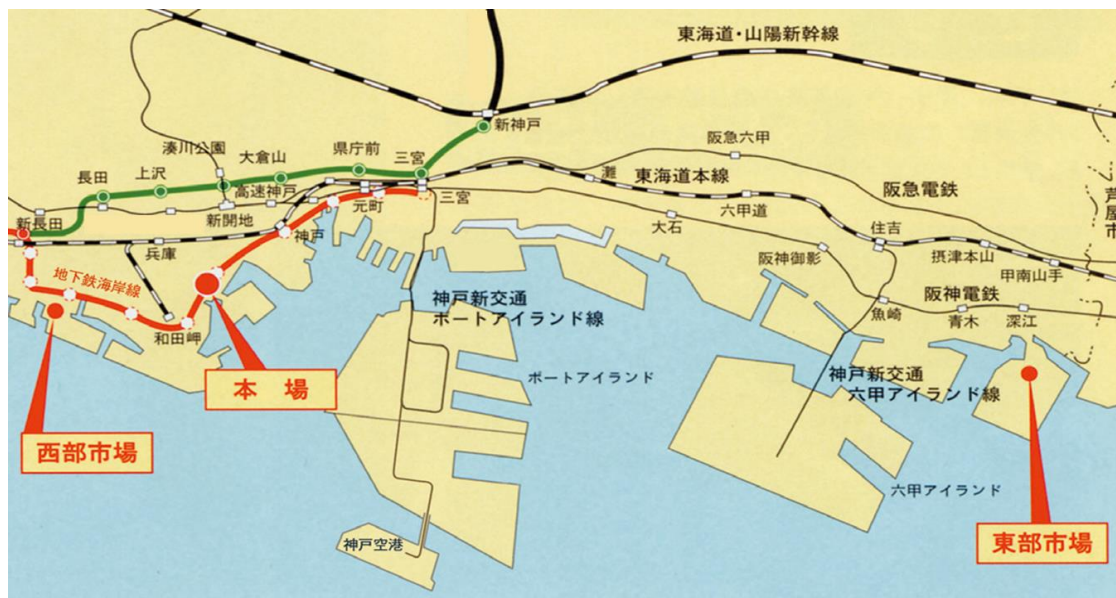 東海道・山陽新幹線
新神戸
湊川公園
大倉山
県庁前
三宮
阪急六甲
長田
上沢
高速神戸
灘
東海道本線
阪急電鉄
芦屋市
新長田
新開地
元町
三宮
六甲道
大石
住吉
兵庫
神戸
阪神御影
摂津本山
甲南山手
地下鉄海岸線
神戸新交通
ポートアイランド線
魚崎
阪神電鉄
青木
深江
和田岬
本 場
ポートアイランド
神戸新交通
六甲アイランド線
西部市場
六甲アイランド
神戸空港
東部市場